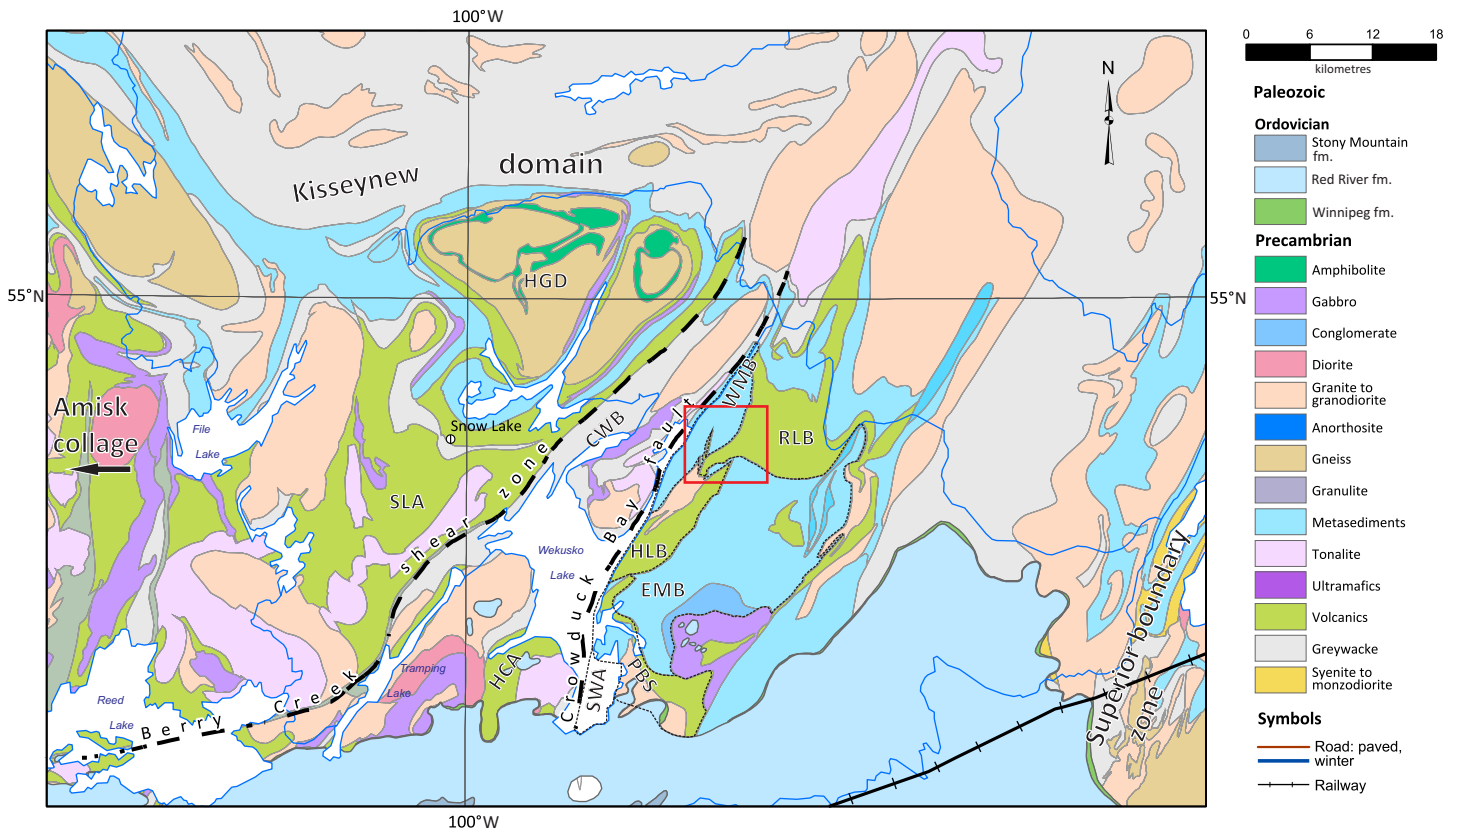 100°W
0 6 12 18
kilometres
N
Paleozoic
Ordovician
Stony Mountain
fm.
Red River fm.
Winnipeg fm.
Precambrian
Amphibolite
Gabbro
Conglomerate
Diorite
Granite to
granodiorite
Anorthosite
Gneiss
Granulite
Metasediments
Tonalite
Ultramafics
Volcanics
Greywacke
Syenite to
monzodiorite
Symbols
Road: paved,
winter
Railway
Kisseynew
domain
HGD
55°N
55°N
Amisk
collage
File
Lake
Snow Lake
CWB
WMB
RLB
SLA
HLB
EMB
Wekusko
Lake
Berry Creek shear zone
Crowduck Bay fault
HCA
SWA
PBS
Tramping
Lake
Reed
Lake
Superior boundary
zone
100°W